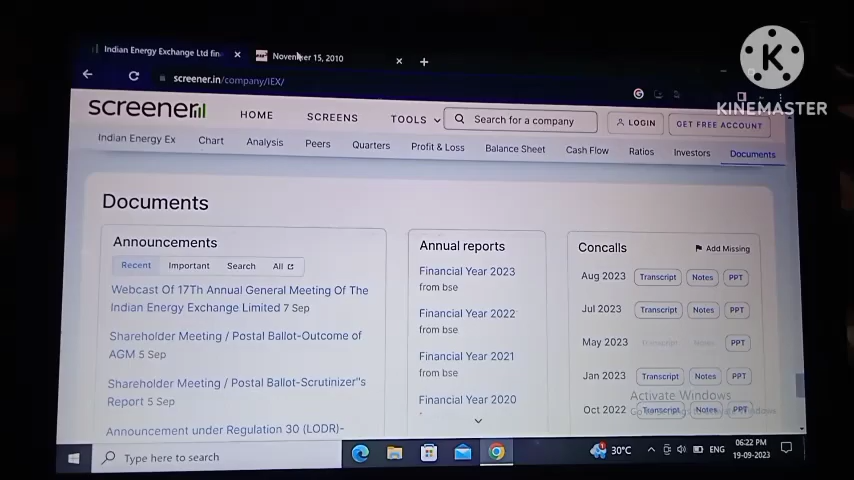 Indian Energy Exchange Ltd fin
November 15, 2010
screener.in/company/IEX/
KINEMASTER
screener
HOME
SCREENS
TOOLS
Search for a company
LOGIN
GET FREE ACCOUNT
Indian Energy Ex
Chart
Analysis
Peers
Quarters
Profit & Loss
Balance Sheet
Cash Flow
Ratios
Investors
Documents
Documents
Announcements
Recent
Important
Search
All
Webcast Of 17Th Annual General Meeting Of The
Indian Energy Exchange Limited 7 Sep
Shareholder Meeting / Postal Ballot-Outcome of
AGM 5 Sep
Shareholder Meeting / Postal Ballot-Scrutinizer"s
Report 5 Sep
Announcement under Regulation 30 (LODR)-
Annual reports
Financial Year 2023
from bse
Financial Year 2022
from bse
Financial Year 2021
from bse
Financial Year 2020
Concalls
Add Missing
Aug 2023 Transcript Notes PPT
Jul 2023 Transcript Notes PPT
May 2023 Transcript Notes PPT
Jan 2023 Transcript Notes PPT
Activate Windows
Oct 2022 Transcript Notes PPT
Type here to search
30°C
ENG
06:22 PM
19-09-2023